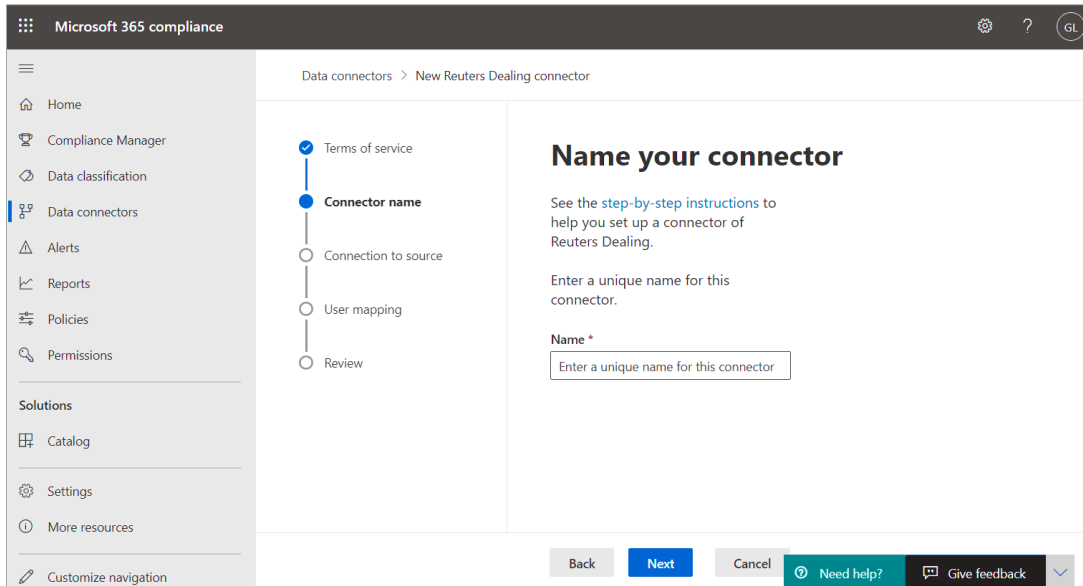 Microsoft 365 compliance
?
GL
Data connectors > New Reuters Dealing connector
Home
Compliance Manager
Data classification
Data connectors
Alerts
Reports
Policies
Permissions
Solutions
Catalog
Settings
More resources
Customize navigation
Terms of service
Connector name
Connection to source
User mapping
Review
Name your connector
See the step-by-step instructions to
help you set up a connector of
Reuters Dealing.
Enter a unique name for this
connector.
Name *
Enter a unique name for this connector
Back
Next
Cancel
Need help?
Give feedback